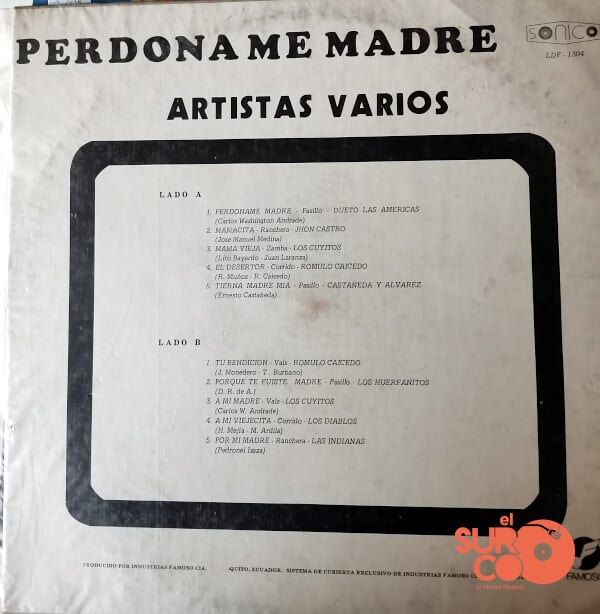 PERDONAME MADRE
SONICO
LDF - 1304
ARTISTAS VARIOS
LADO A
1. PERDONAME MADRE - Pasillo - DUETO LAS AMERICAS
(Carlos Washington Andrade)
2. MAMACITA - Ranchera - JHON CASTRO
(José Manuel Medina)
3. MAMA VIEJA - Zamba - LOS CUYITOS
(Lito Bayardo - Juan Laranza)
4. EL DESERTOR - Corrido - ROMULO CAICEDO
(R. Muñoz - R. Caicedo)
5. TIERNA MADRE MIA - Pasillo - CASTAÑEDA Y ALVAREZ
(Ernesto Castañeda)
LADO B
1. TU BENDICION - Vals - ROMULO CAICEDO
(J. Monedero - T. Burbano)
2. PORQUE TE FUISTE MADRE - Pasillo - LOS HUERFANITOS
(D. R. de A.)
3. A MI MADRE - Vals - LOS CUYITOS
(Carlos W. Andrade)
4. A MI VIEJECITA - Corrido - LOS DIABLOS
(H. Mejía - M. Ardila)
5. POR MI MADRE - Ranchera - LAS INDIANAS
(Pedronel Isaza)
el
SURCO
tu tienda musical
PRODUCIDO POR INDUSTRIAS FAMOSO CIA. -QUITO, ECUADOR. SISTEMA DE CUBIERTA EXCLUSIVO DE INDUSTRIAS FAMOSO
FAMOSO